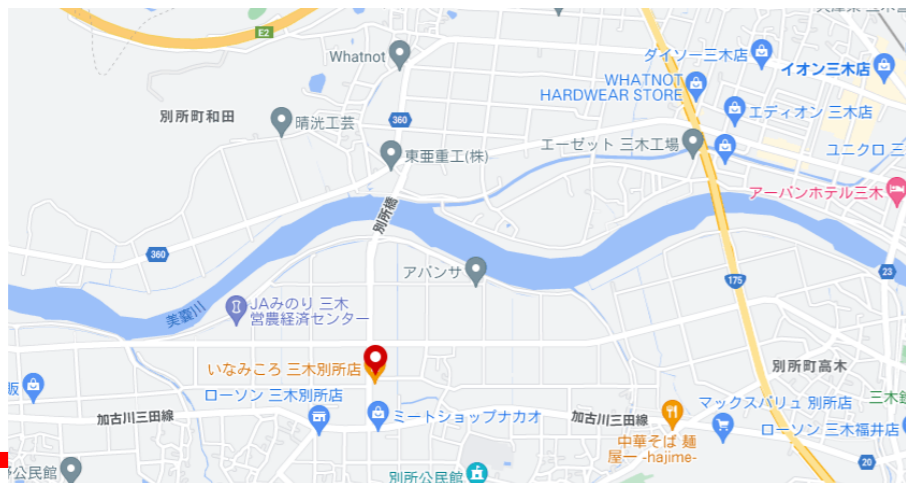 E2
Whatnot
ダイソー三木店
イオン三木店
WHATNOT
HARDWEAR STORE
別所町和田
360
晴洸工芸
エディオン 三木店
エーゼット 三木工場
東亜重工(株)
ユニクロ 三
アーバンホテル三木
別所橋
360
アバンサ
23
175
美嚢川
JAみのり 三木
営農経済センター
いなみころ 三木別所店
別所町高木
販
ローソン 三木別所店
加古川三田線
ミートショップナカオ
加古川三田線
マックスバリュ 別所店
ローソン 三木福井店
中華そば 麺
屋一 -hajime-
公民館
別所公民館
20